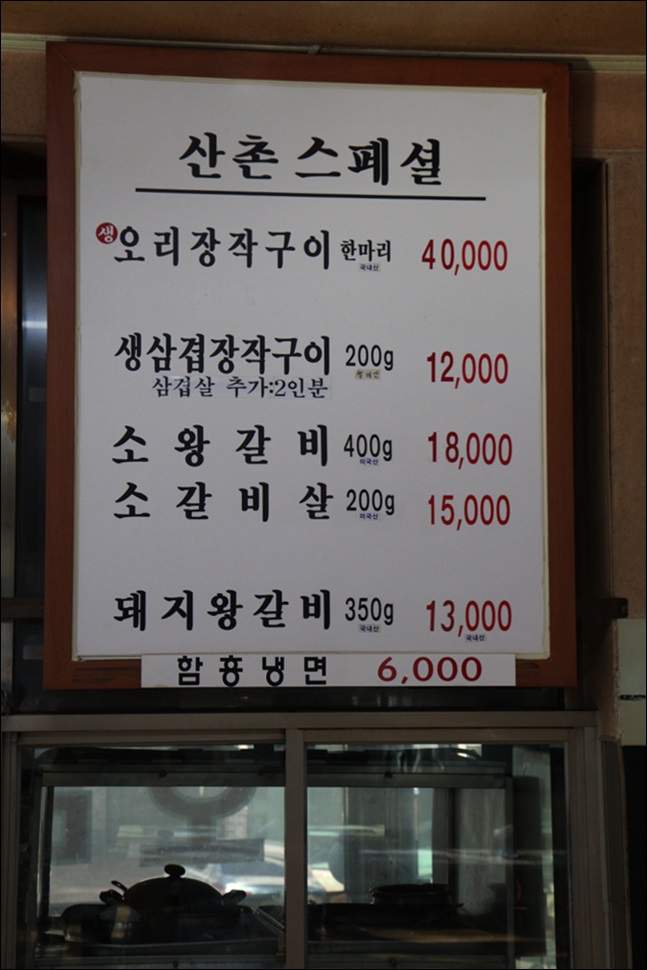 산촌 스페셜
생 오리장작구이 한마리 40,000
국내산
생삼겹장작구이 200g 12,000
삼겹살 추가:2인분
소왕갈비 400g 18,000
미국산
소갈비살 200g 15,000
미국산
돼지왕갈비 350g 13,000
국내산 국내산
함흥냉면 6,000